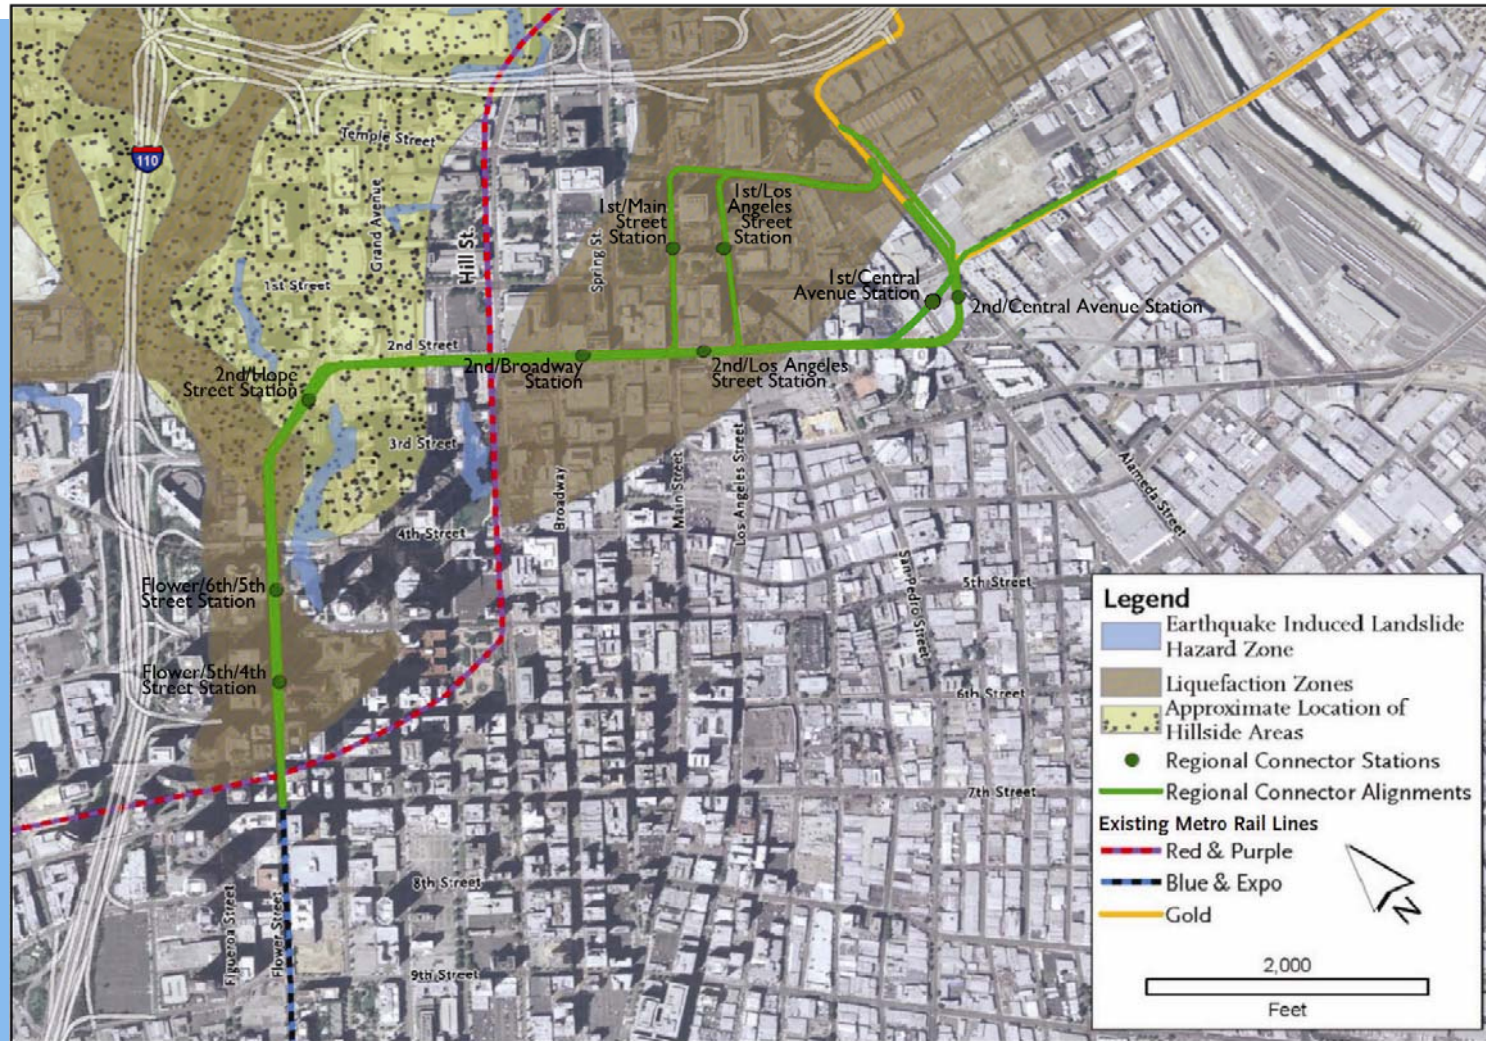 110
Temple Street
Grand Avenue
Hill St.
Spring St.
1st/Main
Street
Station
1st/Los
Angeles
Street
Station
1st Street
1st/Central
Avenue Station
2nd/Central Avenue Station
2nd Street
2nd/Hope
Street Station
2nd/Broadway
Station
2nd/Los Angeles
Street Station
3rd Street
Broadway
Main Street
Los Angeles Street
Alameda Street
4th Street
San Pedro Street
5th Street
Flower/6th/5th
Street Station
Flower/5th/4th
Street Station
6th Street
7th Street
8th Street
Figueroa Street
Flower Street
9th Street
Legend
Earthquake Induced Landslide
Hazard Zone
Liquefaction Zones
Approximate Location of
Hillside Areas
Regional Connector Stations
Regional Connector Alignments
Existing Metro Rail Lines
Red & Purple
Blue & Expo
Gold
N
2,000
Feet